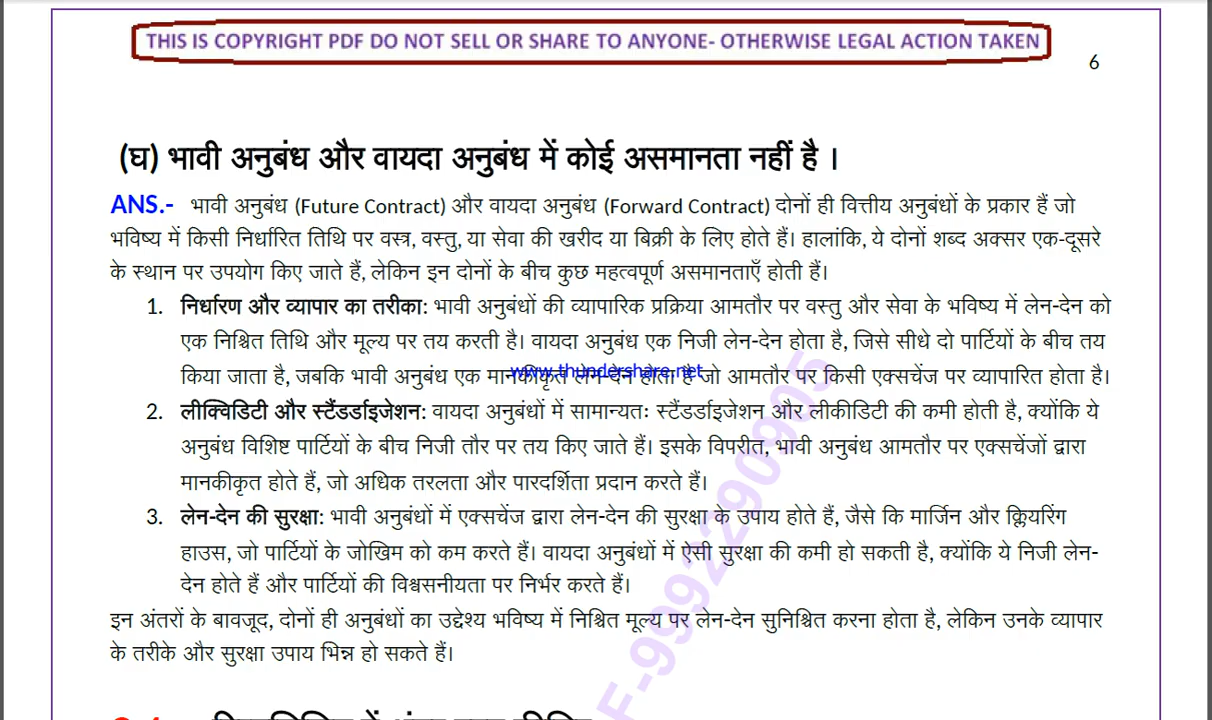 THIS IS COPYRIGHT PDF DO NOT SELL OR SHARE TO ANYONE- OTHERWISE LEGAL ACTION TAKEN
6
(घ) भावी अनुबंध और वायदा अनुबंध में कोई असमानता नहीं है ।
ANS.- भावी अनुबंध (Future Contract) और वायदा अनुबंध (Forward Contract) दोनों ही वित्तीय अनुबंधों के प्रकार हैं जो
भविष्य में किसी निर्धारित तिथि पर वस्त्र, वस्तु, या सेवा की खरीद या बिक्री के लिए होते हैं। हालांकि, ये दोनों शब्द अक्सर एक-दूसरे
के स्थान पर उपयोग किए जाते हैं, लेकिन इन दोनों के बीच कुछ महत्वपूर्ण असमानताएँ होती हैं।
1. निर्धारण और व्यापार का तरीका: भावी अनुबंधों की व्यापारिक प्रक्रिया आमतौर पर वस्तु और सेवा के भविष्य में लेन-देन को
एक निश्चित तिथि और मूल्य पर तय करती है। वायदा अनुबंध एक निजी लेन-देन होता है, जिसे सीधे दो पार्टियों के बीच तय
किया जाता है, जबकि भावी अनुबंध एक मानकीकृत लेन-देन होता है जो आमतौर पर किसी एक्सचेंज पर व्यापारित होता है।
www.thundershare.net
2. लीक्विडिटी और स्टैंडर्डाइजेशन: वायदा अनुबंधों में सामान्यतः स्टैंडर्डाइजेशन और लीकीडिटी की कमी होती है, क्योंकि ये
अनुबंध विशिष्ट पार्टियों के बीच निजी तौर पर तय किए जाते हैं। इसके विपरीत, भावी अनुबंध आमतौर पर एक्सचेंजों द्वारा
मानकीकृत होते हैं, जो अधिक तरलता और पारदर्शिता प्रदान करते हैं।
3. लेन-देन की सुरक्षा: भावी अनुबंधों में एक्सचेंज द्वारा लेन-देन की सुरक्षा के उपाय होते हैं, जैसे कि मार्जिन और क्लियरिंग
हाउस, जो पार्टियों के जोखिम को कम करते हैं। वायदा अनुबंधों में ऐसी सुरक्षा की कमी हो सकती है, क्योंकि ये निजी लेन-
देन होते हैं और पार्टियों की विश्वसनीयता पर निर्भर करते हैं।
F-9992290905
इन अंतरों के बावजूद, दोनों ही अनुबंधों का उद्देश्य भविष्य में निश्चित मूल्य पर लेन-देन सुनिश्चित करना होता है, लेकिन उनके व्यापार
के तरीके और सुरक्षा उपाय भिन्न हो सकते हैं।